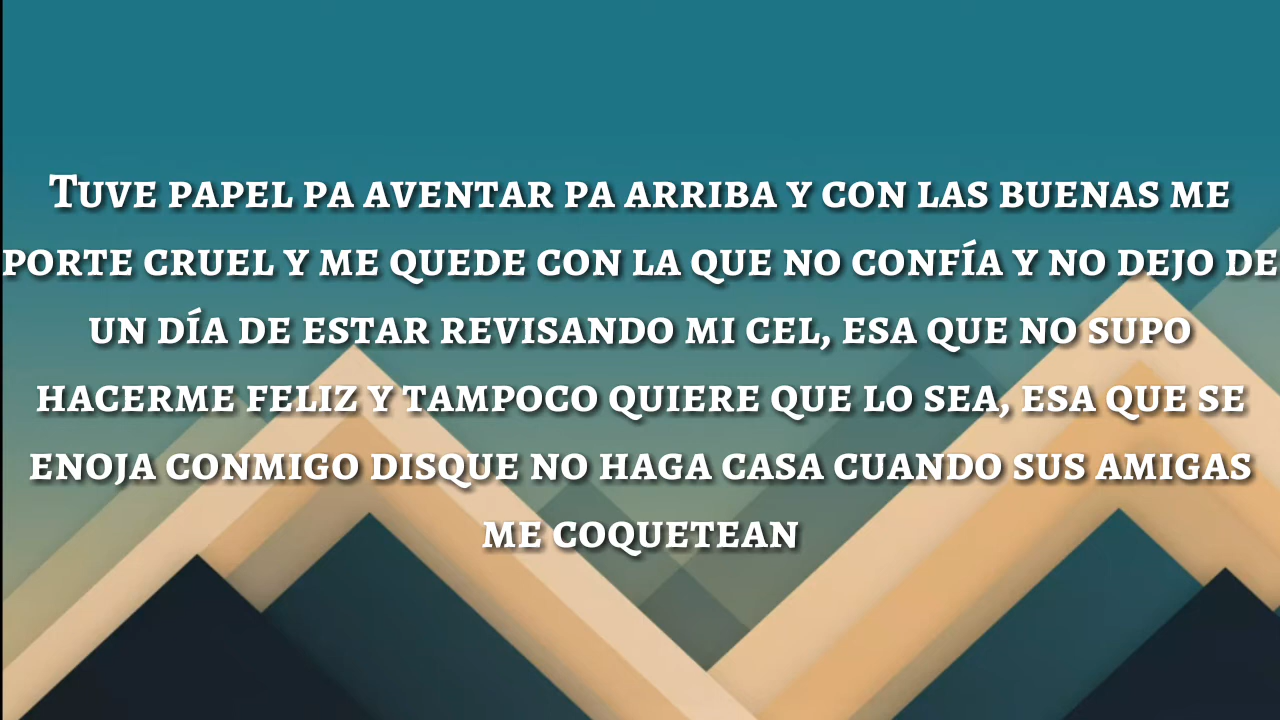 Tuve papel pa aventar pa arriba y con las buenas me
porte cruel y me quede con la que no confía y no dejo de
un día de estar revisando mi cel, esa que no supo
hacerme feliz y tampoco quiere que lo sea, esa que se
enoja conmigo disque no haga casa cuando sus amigas
me coquetean